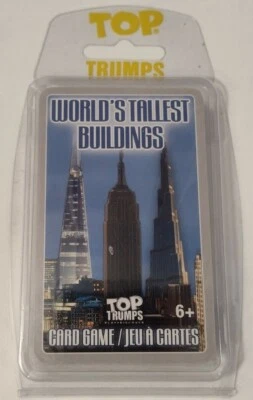 TOP
TRUMPS
WORLD'S TALLEST
BUILDINGS
TOP
TRUMPS
6+
CARD GAME / JEU À CARTES